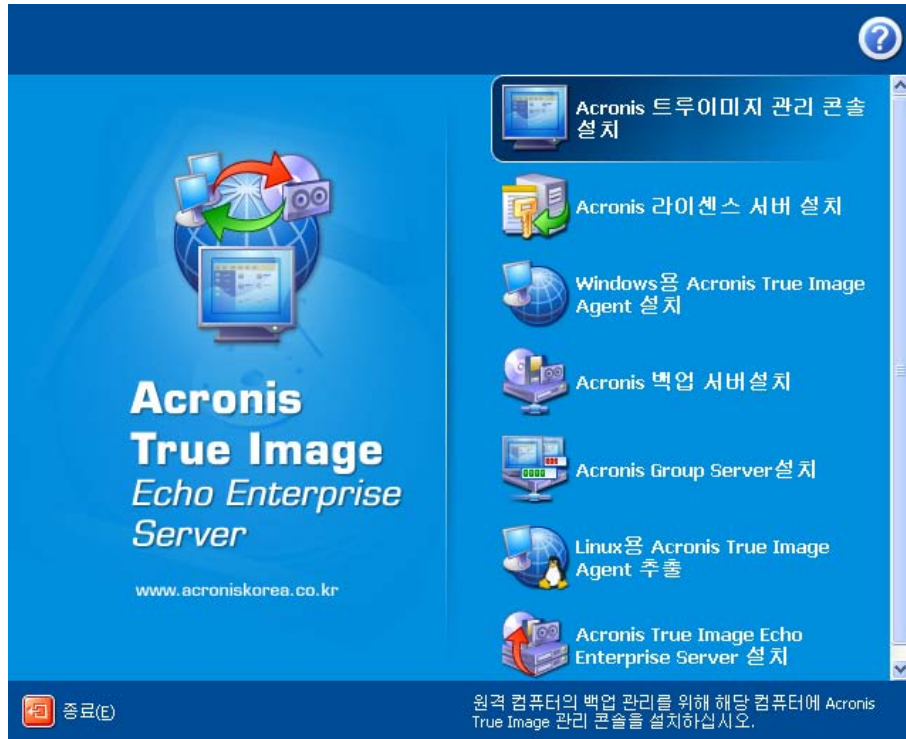 ?
Acronis 트루이미지 관리 콘솔
설치
Acronis 라이센스 서버 설치
Windows용 Acronis True Image
Agent 설치
Acronis 백업 서버설치
Acronis Group Server설치
Linux용 Acronis True Image
Agent 추출
Acronis True Image Echo
Enterprise Server 설치
Acronis
True Image
Echo Enterprise
Server
www.acroniskorea.co.kr
종료(E)
원격 컴퓨터의 백업 관리를 위해 해당 컴퓨터에 Acronis
True Image 관리 콘솔을 설치하십시오.